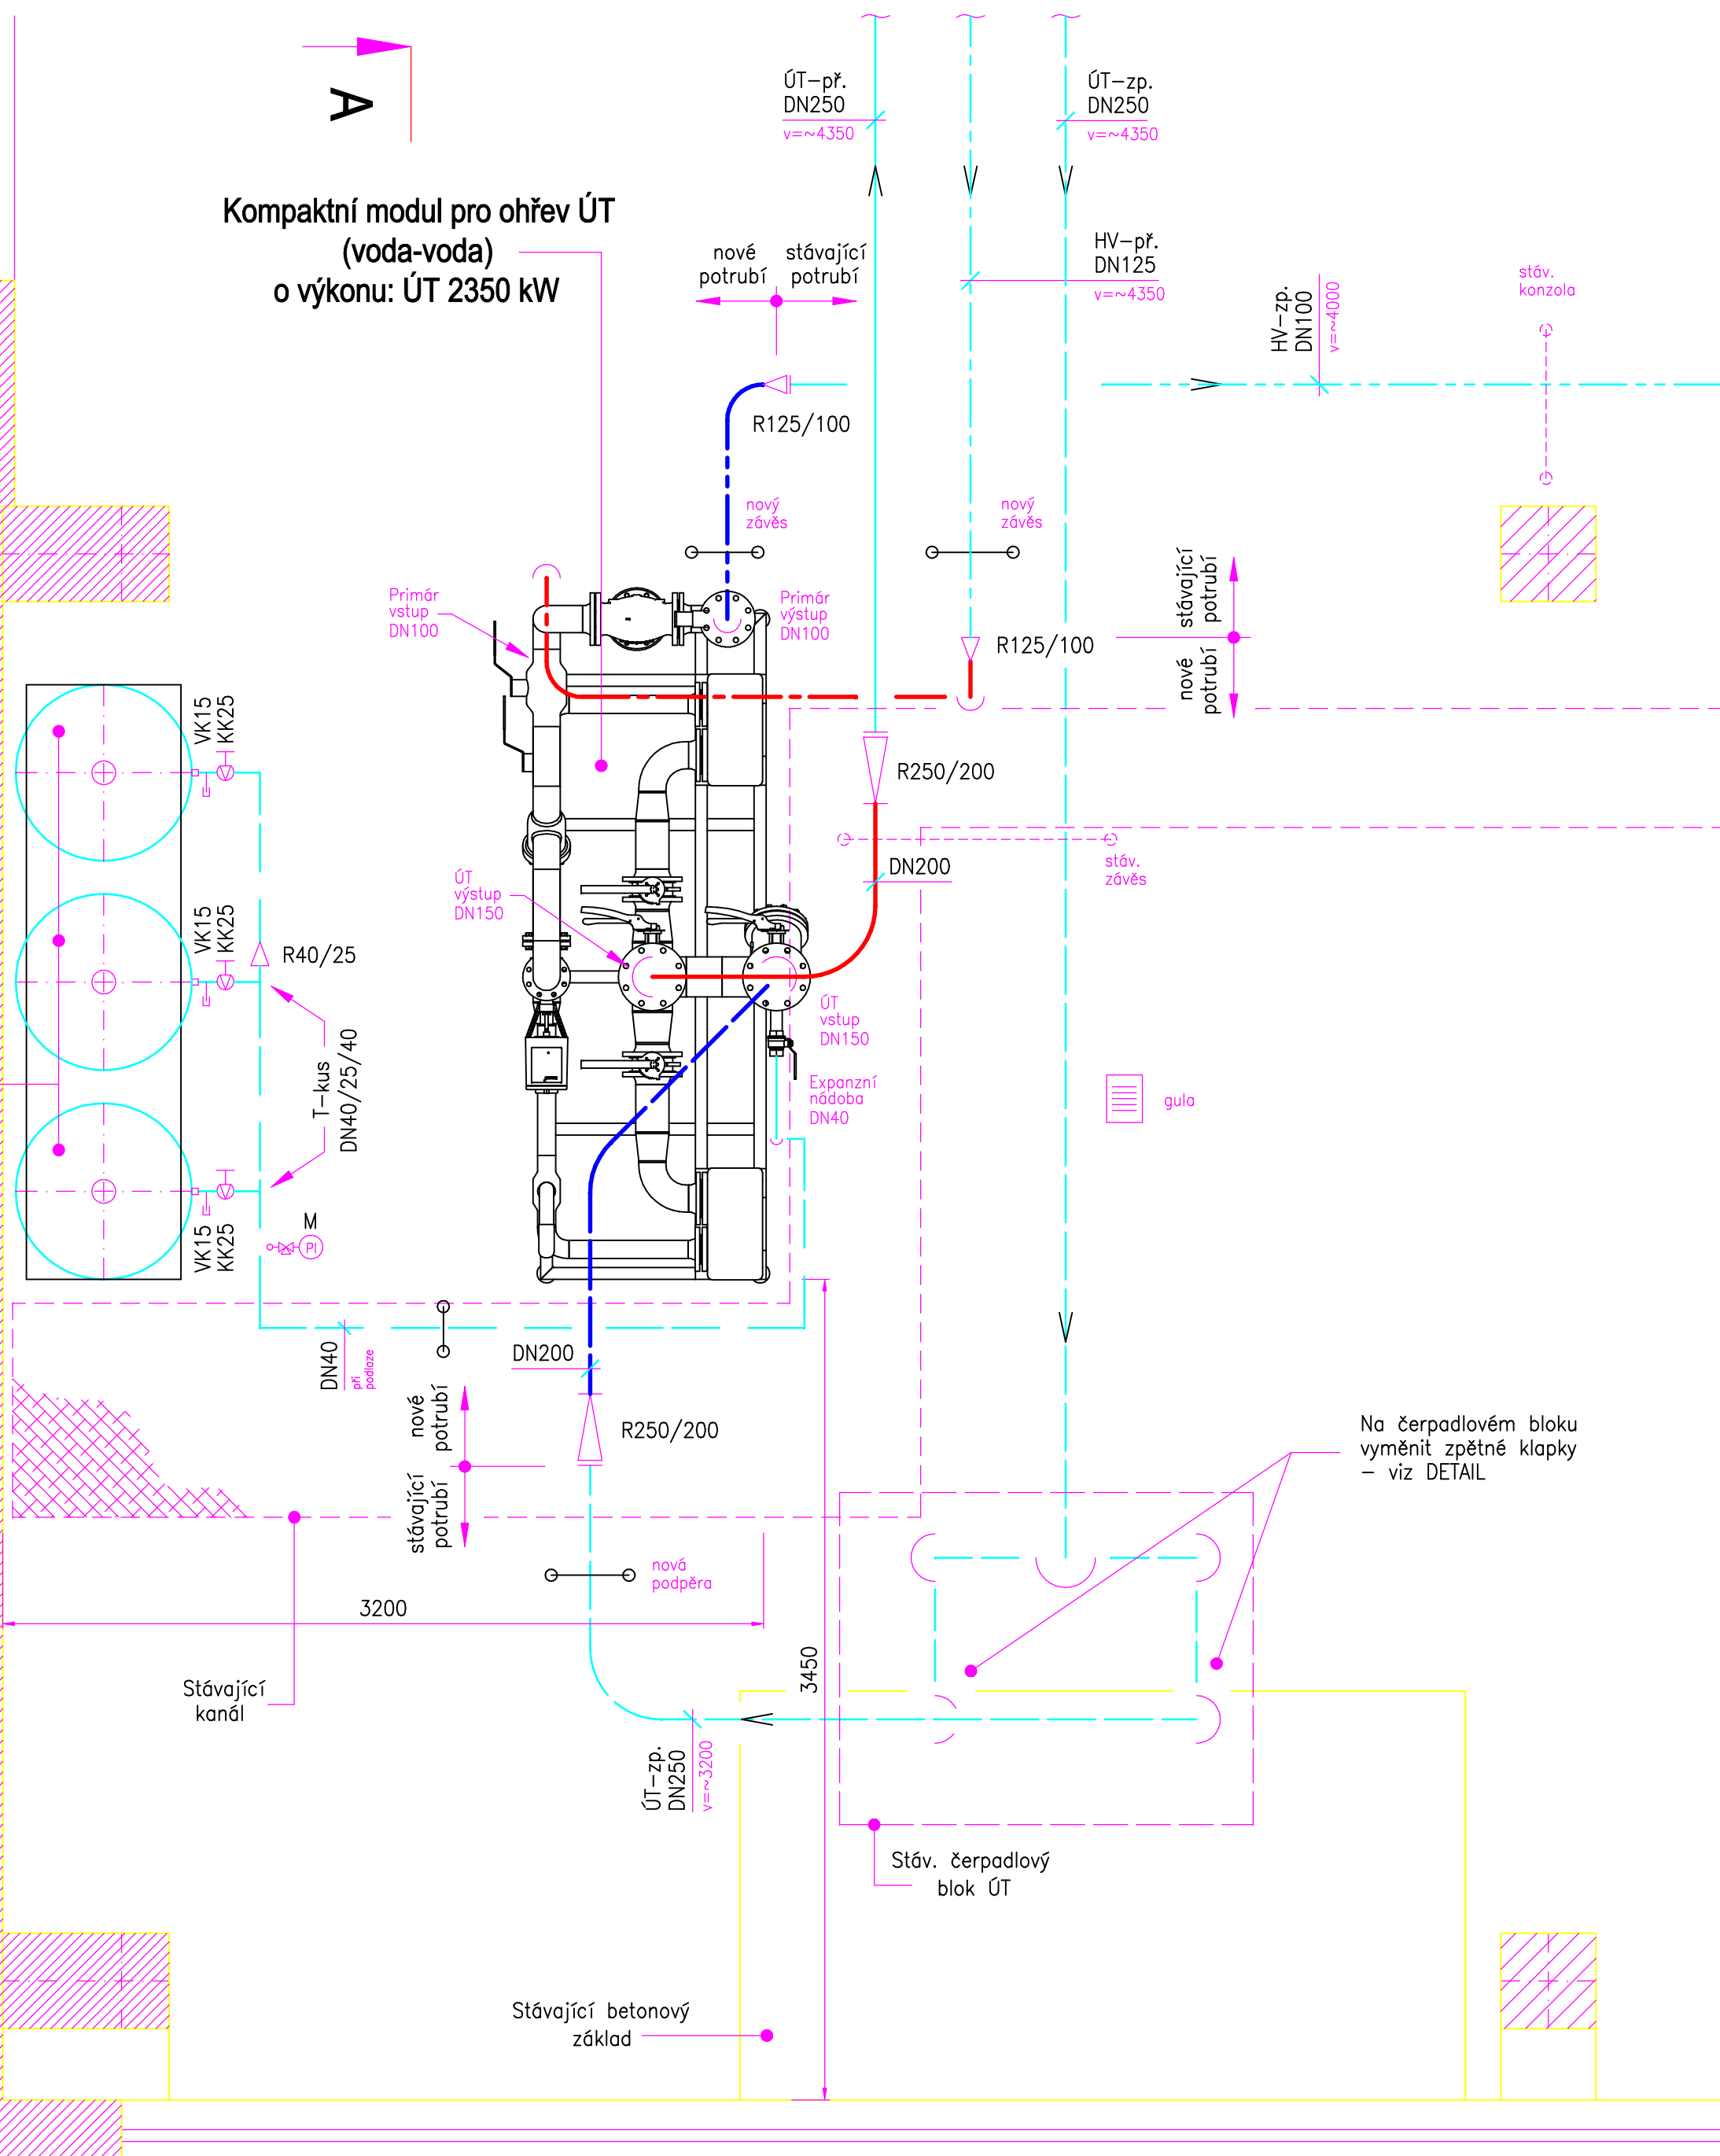 A
ÚT-př.
DN250
v=~4350
ÚT-zp.
DN250
v=~4350
Kompaktní modul pro ohřev ÚT
(voda-voda)
o výkonu: ÚT 2350 kW
nové
potrubí
stávající
potrubí
HV-př.
DN125
v=~4350
HV-zp.
DN100
v=~4000
stáv.
konzola
R125/100
nový
závěs
nový
závěs
Primár
vstup
DN100
Primár
výstup
DN100
stávající
potrubí
R125/100
nové
potrubí
VK15
KK25
R250/200
DN200
stáv.
závěs
ÚT
výstup
DN150
VK15
KK25
R40/25
ÚT
vstup
DN150
T-kus
DN40/25/40
Expanzní
nádoba
DN40
gula
VK15
KK25
M
PI
DN40
při
podlaze
DN200
nové
potrubí
R250/200
stávající
potrubí
Na čerpadlovém bloku
vyměnit zpětné klapky
– viz DETAIL
nová
podpěra
3200
3450
Stávající
kanál
ÚT-zp.
DN250
v=~3200
Stáv. čerpadlový
blok ÚT
Stávající betonový
základ